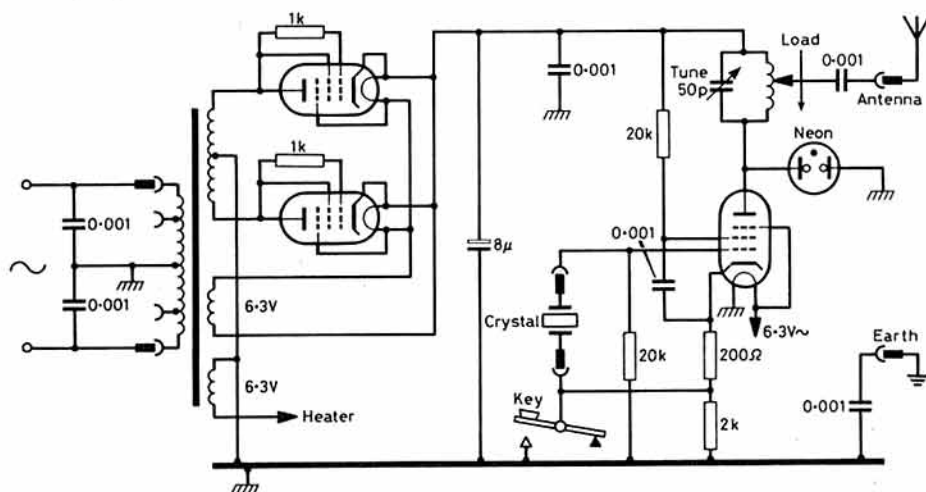 1k
1k
0·001
0·001
6·3V
6·3V
Heater
8μ
0·001
20k
Tune
50p
Load
0·001
Antenna
Neon
0·001
Crystal
20k
Key
200Ω
2k
6·3V~
Earth
0·001